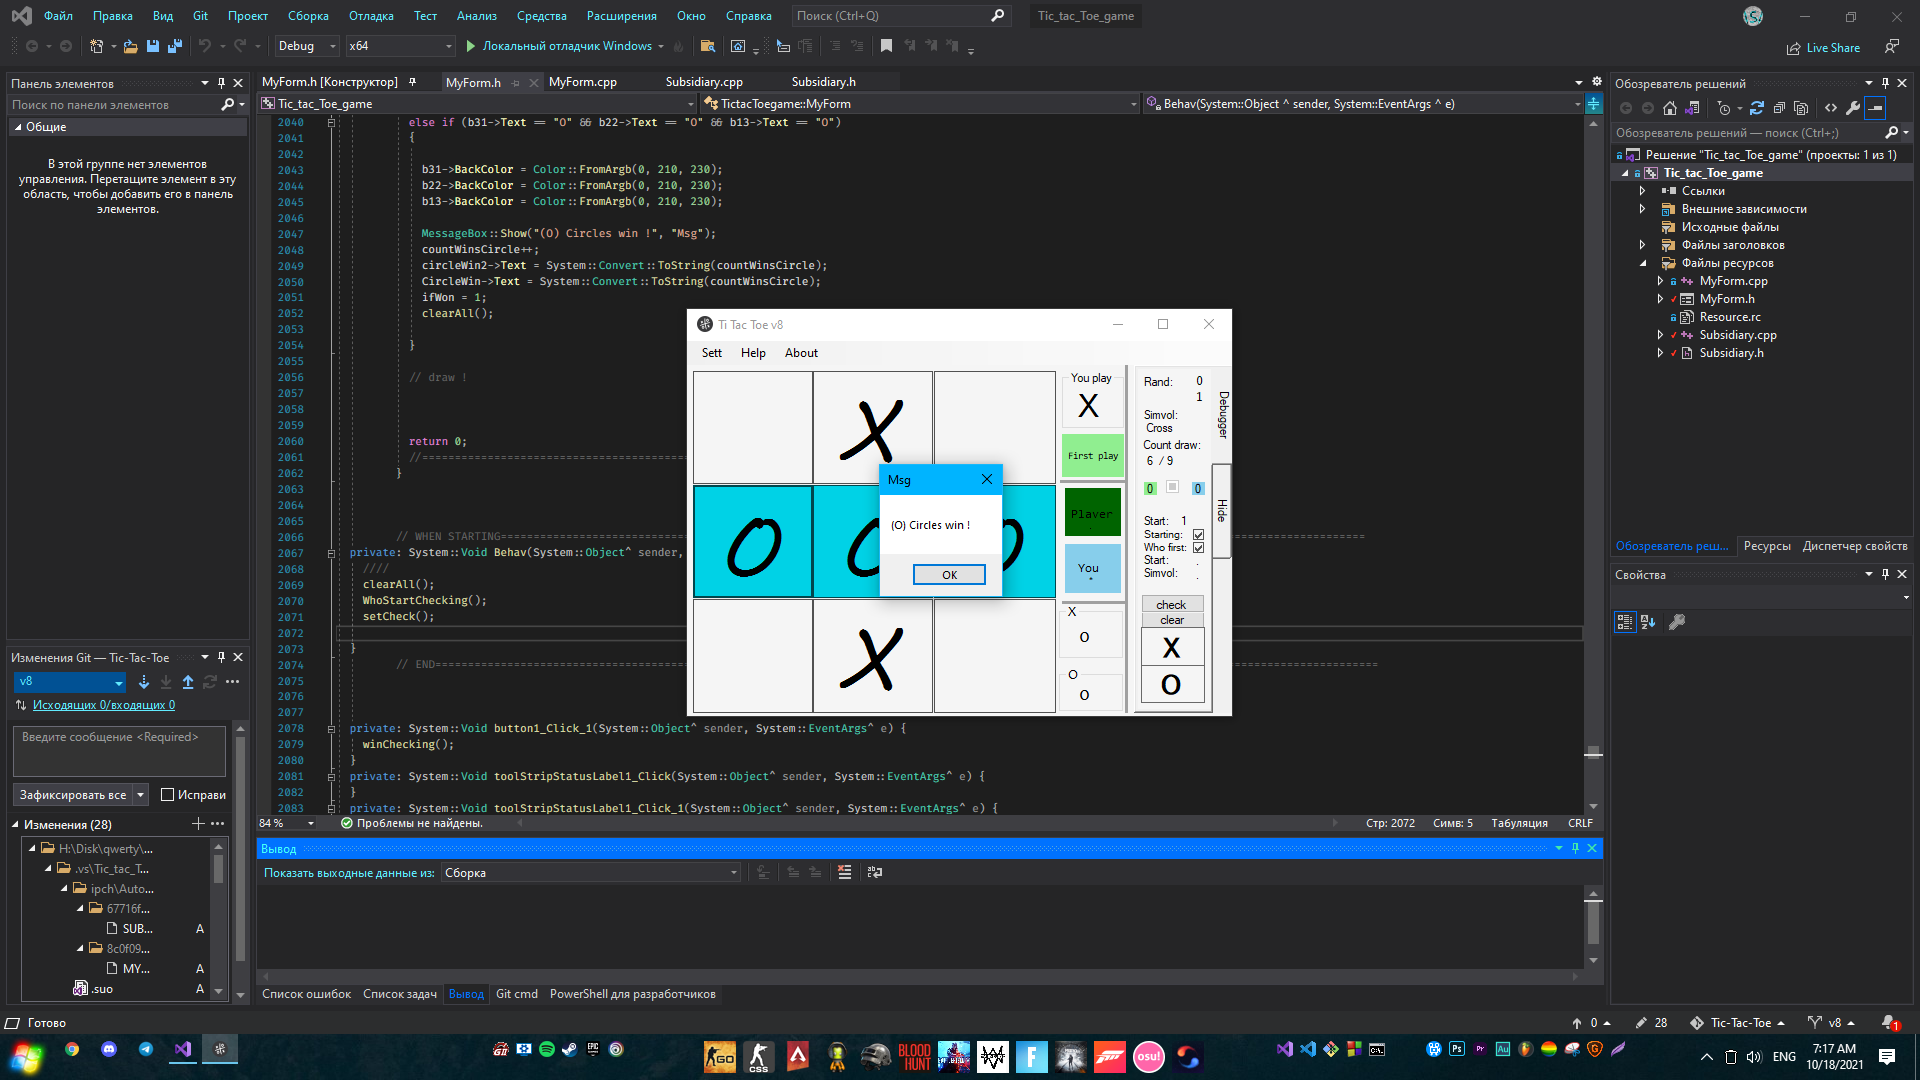 Файл Правка Вид Git Проект Сборка Отладка Тест Анализ Средства Расширения Окно Справка Поиск (Ctrl+Q) Tic_tac_Toe_game
Debug x64 Локальный отладчик Windows Live Share
Панель элементов
Поиск по панели элементов
Общие
В этой группе нет элементов
управления. Перетащите элемент в эту
область, чтобы добавить его в панель
элементов.
MyForm.h [Конструктор] MyForm.h MyForm.cpp Subsidiary.cpp Subsidiary.h
Tic_tac_Toe_game TictacToegame::MyForm Behav(System::Object ^ sender, System::EventArgs ^ e)
2040 else if (b31->Text == "O" && b22->Text == "O" && b13->Text == "O")
2041 {
2042
2043 b31->BackColor = Color::FromArgb(0, 210, 230);
2044 b22->BackColor = Color::FromArgb(0, 210, 230);
2045 b13->BackColor = Color::FromArgb(0, 210, 230);
2046
2047 MessageBox::Show("(O) Circles win !", "Msg");
2048 countWinsCircle++;
2049 circleWin2->Text = System::Convert::ToString(countWinsCircle);
2050 CircleWin->Text = System::Convert::ToString(countWinsCircle);
2051 ifWon = 1;
2052 clearAll();
2053
2054 }
2055
2056 // draw !
2057
2058
2059
2060 return 0;
2061 //=========================================
2062 }
2063
2064
2065
2066 // WHEN STARTING=============================
2067 private: System::Void Behav(System::Object^ sender,
2068 ////
2069 clearAll();
2070 WhoStartChecking();
2071 setCheck();
2072
2073 }
2074 // END=======================================
2075
2076
2077
2078 private: System::Void button1_Click_1(System::Object^ sender, System::EventArgs^ e) {
2079 winChecking();
2080 }
2081 private: System::Void toolStripStatusLabel1_Click(System::Object^ sender, System::EventArgs^ e) {
2082 }
2083 private: System::Void toolStripStatusLabel1_Click_1(System::Object^ sender, System::EventArgs^ e) {
84 % Проблемы не найдены. Стр: 2072 Симв: 5 Табуляция CRLF
Ti Tac Toe v8
Sett Help About
X
O O O
X
Msg
(O) Circles win !
OK
You play
X
First play
Player
You
X
0
O
0
Rand: 0
1
Simvol:
Cross
Count draw:
6 / 9
0 0
Start: 1
Starting:
Who first:
Start: .
Simvol: .
check
clear
X
O
Debugger
Hide
Обозреватель решений
Обозреватель решений — поиск (Ctrl+;)
Решение "Tic_tac_Toe_game" (проекты: 1 из 1)
Tic_tac_Toe_game
Ссылки
Внешние зависимости
Исходные файлы
Файлы заголовков
Файлы ресурсов
MyForm.cpp
MyForm.h
Resource.rc
Subsidiary.cpp
Subsidiary.h
Обозреватель реш... Ресурсы Диспетчер свойств
Свойства
Изменения Git — Tic-Tac-Toe
v8
Исходящих 0/входящих 0
Введите сообщение <Required>
Зафиксировать все Исправи
Изменения (28)
H:\Disk\qwerty\...
.vs\Tic_tac_T...
ipch\Auto...
67716f...
SUB... A
8c0f09...
MY... A
.suo A
Вывод
Показать выходные данные из: Сборка
Список ошибок Список задач Вывод Git cmd PowerShell для разработчиков
Готово 0 28 Tic-Tac-Toe v8 1
GO CSS BLOOD HUNT osu! Ps Pr Au
ENG 7:17 AM
10/18/2021